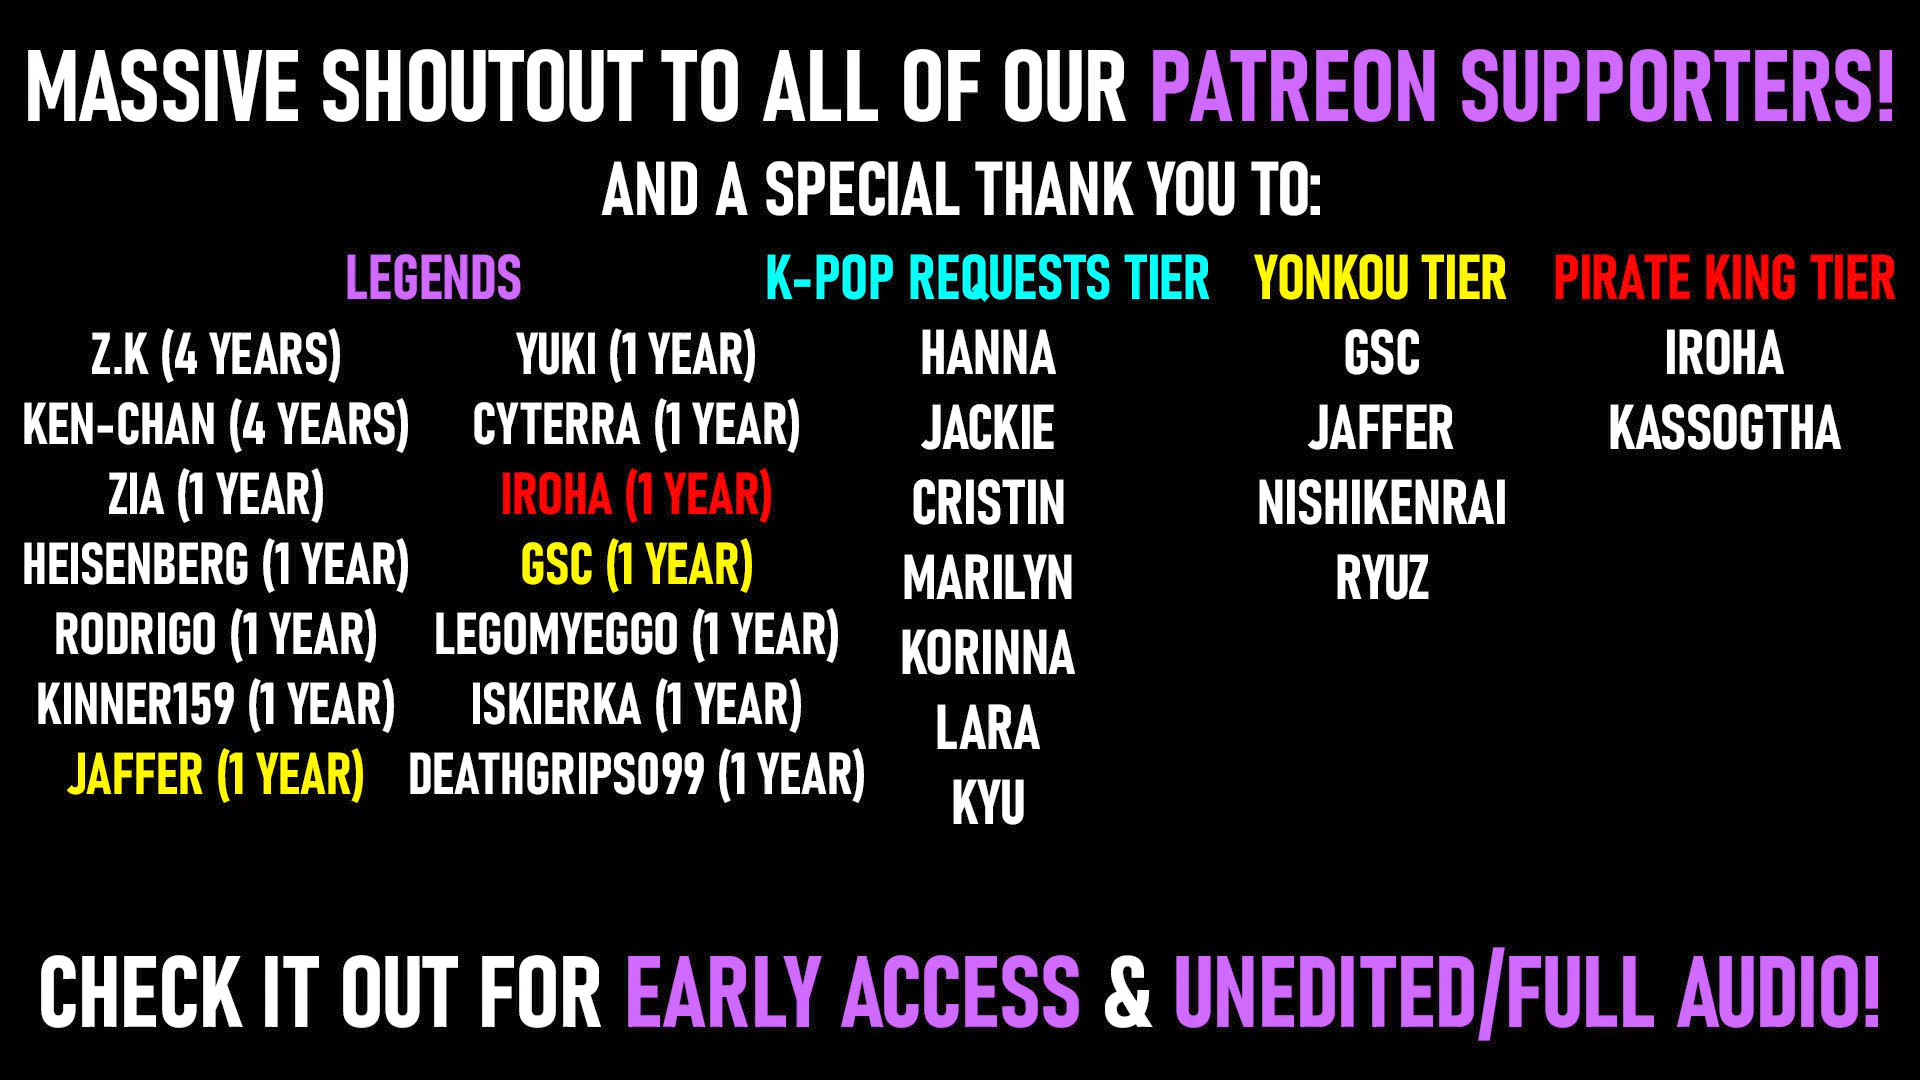 MASSIVE SHOUTOUT TO ALL OF OUR PATREON SUPPORTERS!
AND A SPECIAL THANK YOU TO:
LEGENDS
Z.K (4 YEARS)
KEN-CHAN (4 YEARS)
ZIA (1 YEAR)
HEISENBERG (1 YEAR)
RODRIGO (1 YEAR)
KINNER159 (1 YEAR)
JAFFER (1 YEAR)
YUKI (1 YEAR)
CYTERRA (1 YEAR)
IROHA (1 YEAR)
GSC (1 YEAR)
LEGOMYEGGO (1 YEAR)
ISKIERKA (1 YEAR)
DEATHGRIPS099 (1 YEAR)
K-POP REQUESTS TIER
HANNA
JACKIE
CRISTIN
MARILYN
KORINNA
LARA
KYU
YONKOU TIER
GSC
JAFFER
NISHIKENRAI
RYUZ
PIRATE KING TIER
IROHA
KASSOGTHA
CHECK IT OUT FOR EARLY ACCESS & UNEDITED/FULL AUDIO!